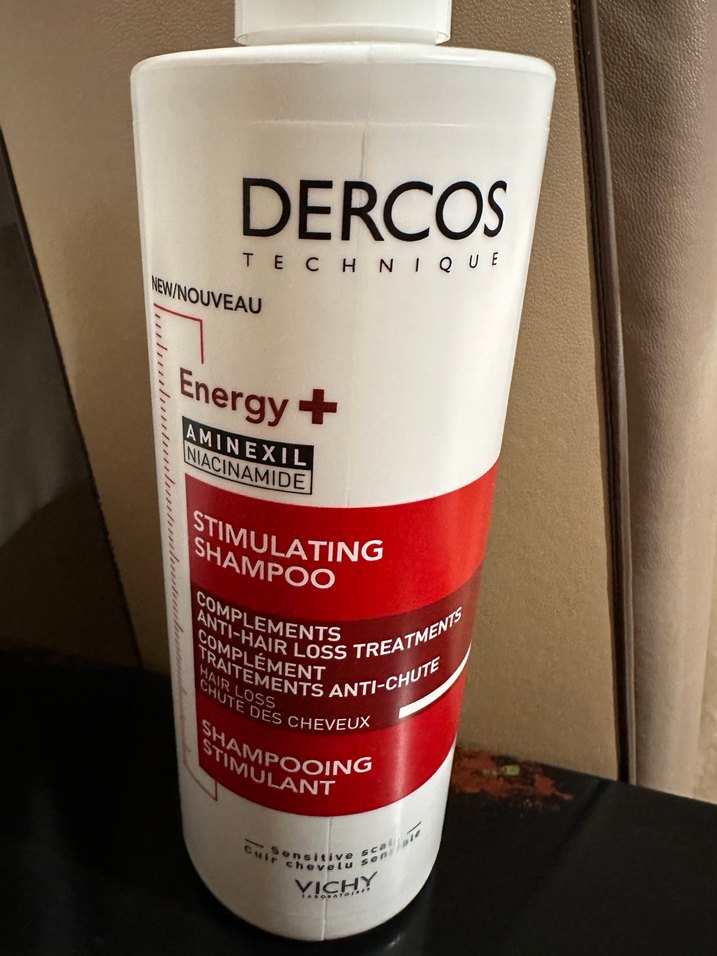 DERCOS
TECHNIQUE
NEW/NOUVEAU
Energy +
AMINEXIL
NIACINAMIDE
STIMULATING
SHAMPOO
COMPLEMENTS
ANTI-HAIR LOSS TREATMENTS
COMPLÉMENT
TRAITEMENTS ANTI-CHUTE
HAIR LOSS
CHUTE DES CHEVEUX
SHAMPOOING
STIMULANT
Sensitive scalp
Cuir chevelu sensible
VICHY
LABORATOIRES